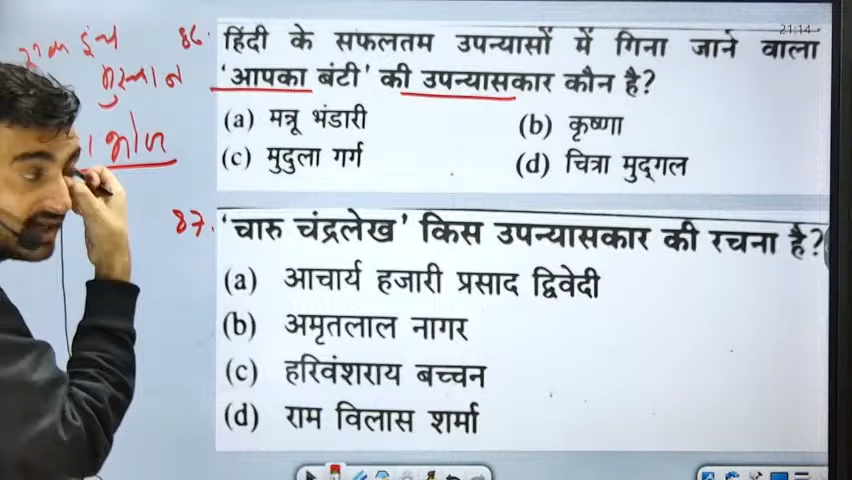 21:14
एक इंच
मुस्कान
86. हिंदी के सफलतम उपन्यासों में गिना जाने वाला
'आपका बंटी' की उपन्यासकार कौन है?
(a) मन्नू भंडारी
(b) कृष्णा
भोज
(c) मुदुला गर्ग
(d) चित्रा मुद्‌गल
87. 'चारु चंद्रलेख' किस उपन्यासकार की रचना है?
(a) आचार्य हजारी प्रसाद द्विवेदी
(b) अमृतलाल नागर
(c) हरिवंशराय बच्चन
(d) राम विलास शर्मा